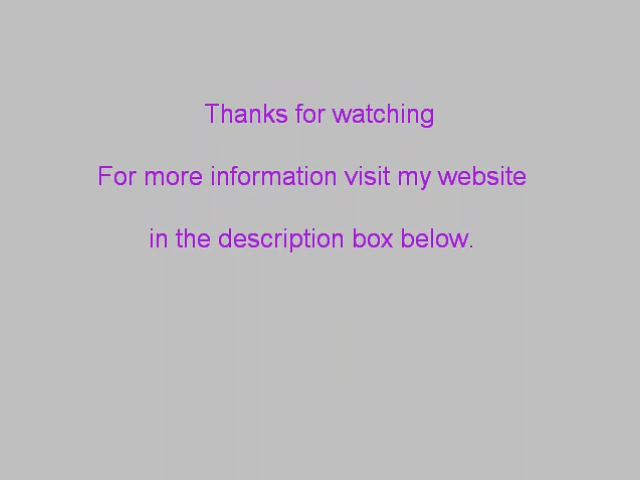 Thanks for watching
For more information visit my website
in the description box below.